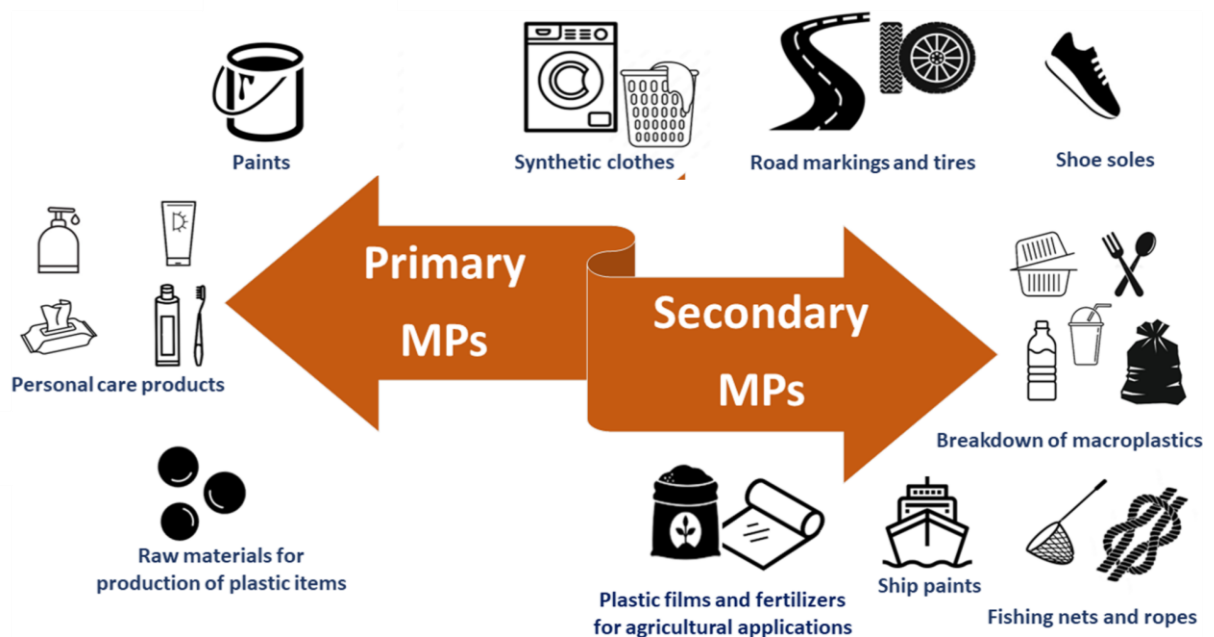 Paints
Synthetic clothes
Road markings and tires
Shoe soles
Primary
MPs
Secondary
MPs
Personal care products
Breakdown of macroplastics
Raw materials for
production of plastic items
Plastic films and fertilizers
for agricultural applications
Ship paints
Fishing nets and ropes